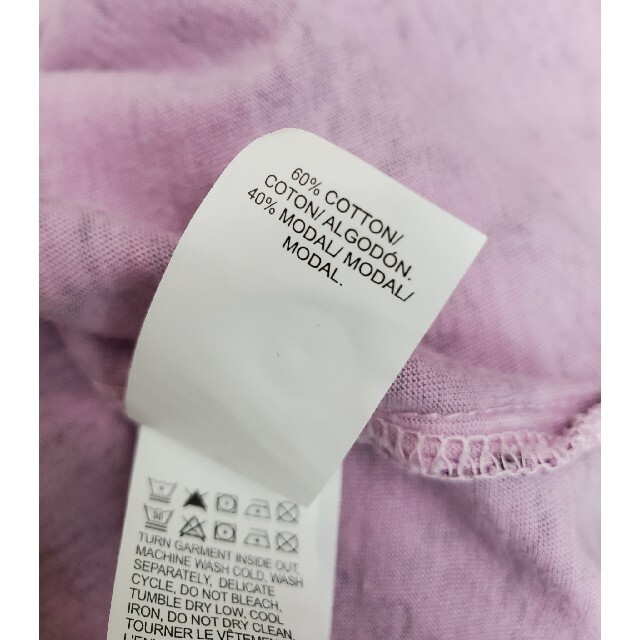 60% COTTON/
COTON/ ALGODÓN.
40% MODAL/ MODAL/
MODAL.
TURN GARMENT INSIDE OUT,
MACHINE WASH COLD, WASH
SEPARATELY, DELICATE
CYCLE, DO NOT BLEACH,
TUMBLE DRY LOW, COOL
IRON, DO NOT DRY CLEAN.
TOURNER LE VÊTEMENT